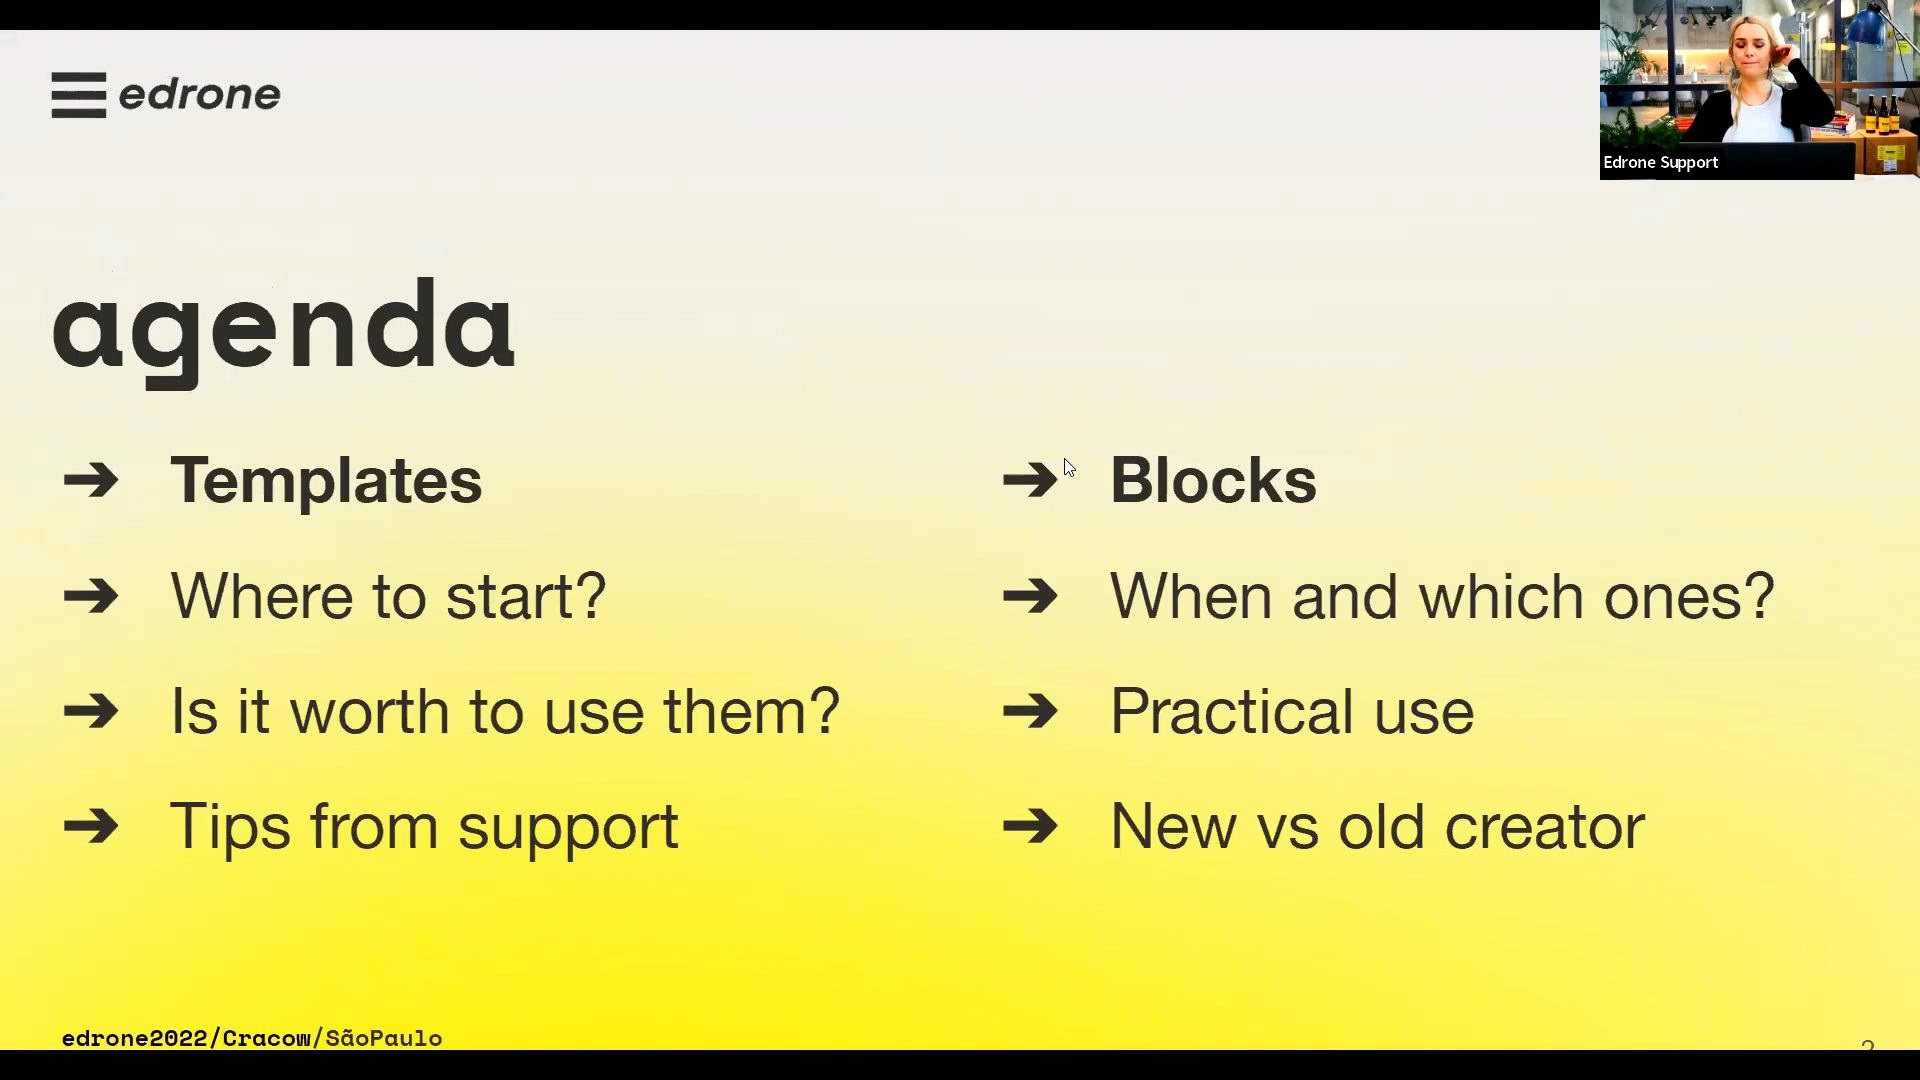 edrone
Edrone Support
agenda
➔ Templates
➔ Where to start?
➔ Is it worth to use them?
➔ Tips from support
➔ Blocks
➔ When and which ones?
➔ Practical use
➔ New vs old creator
edrone2022/Cracow/SãoPaulo
2